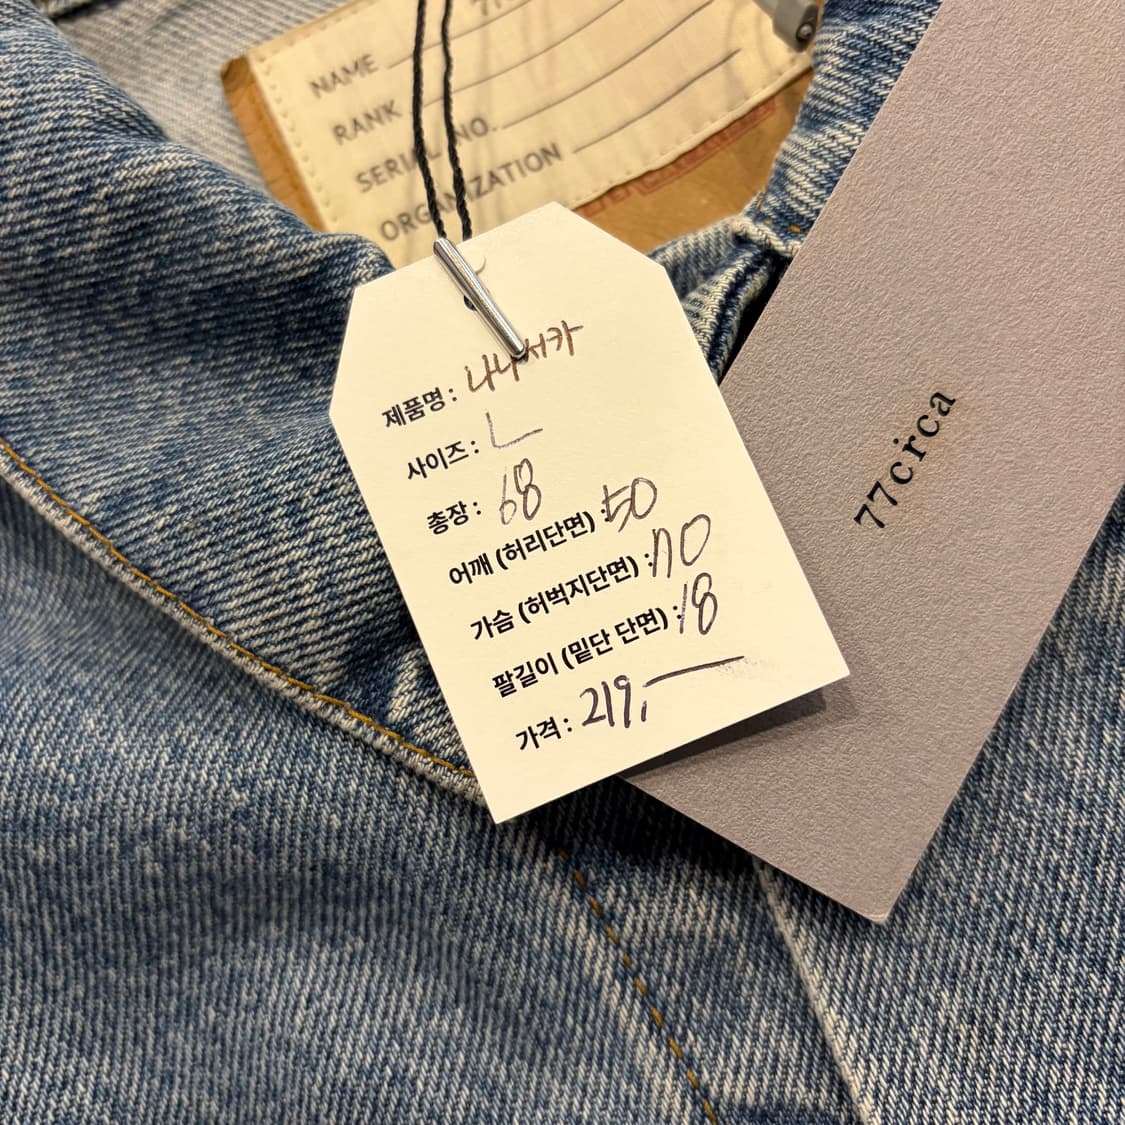 NAME
RANK
SERIAL NO.
ORGANIZATION
제품명 : 나나서카
사이즈 : L
총장 : 68
어깨 (허리단면) : 50
가슴 (허벅지단면) : 70
팔길이 (밑단 단면) : 18
가격 : 219,—
77circa